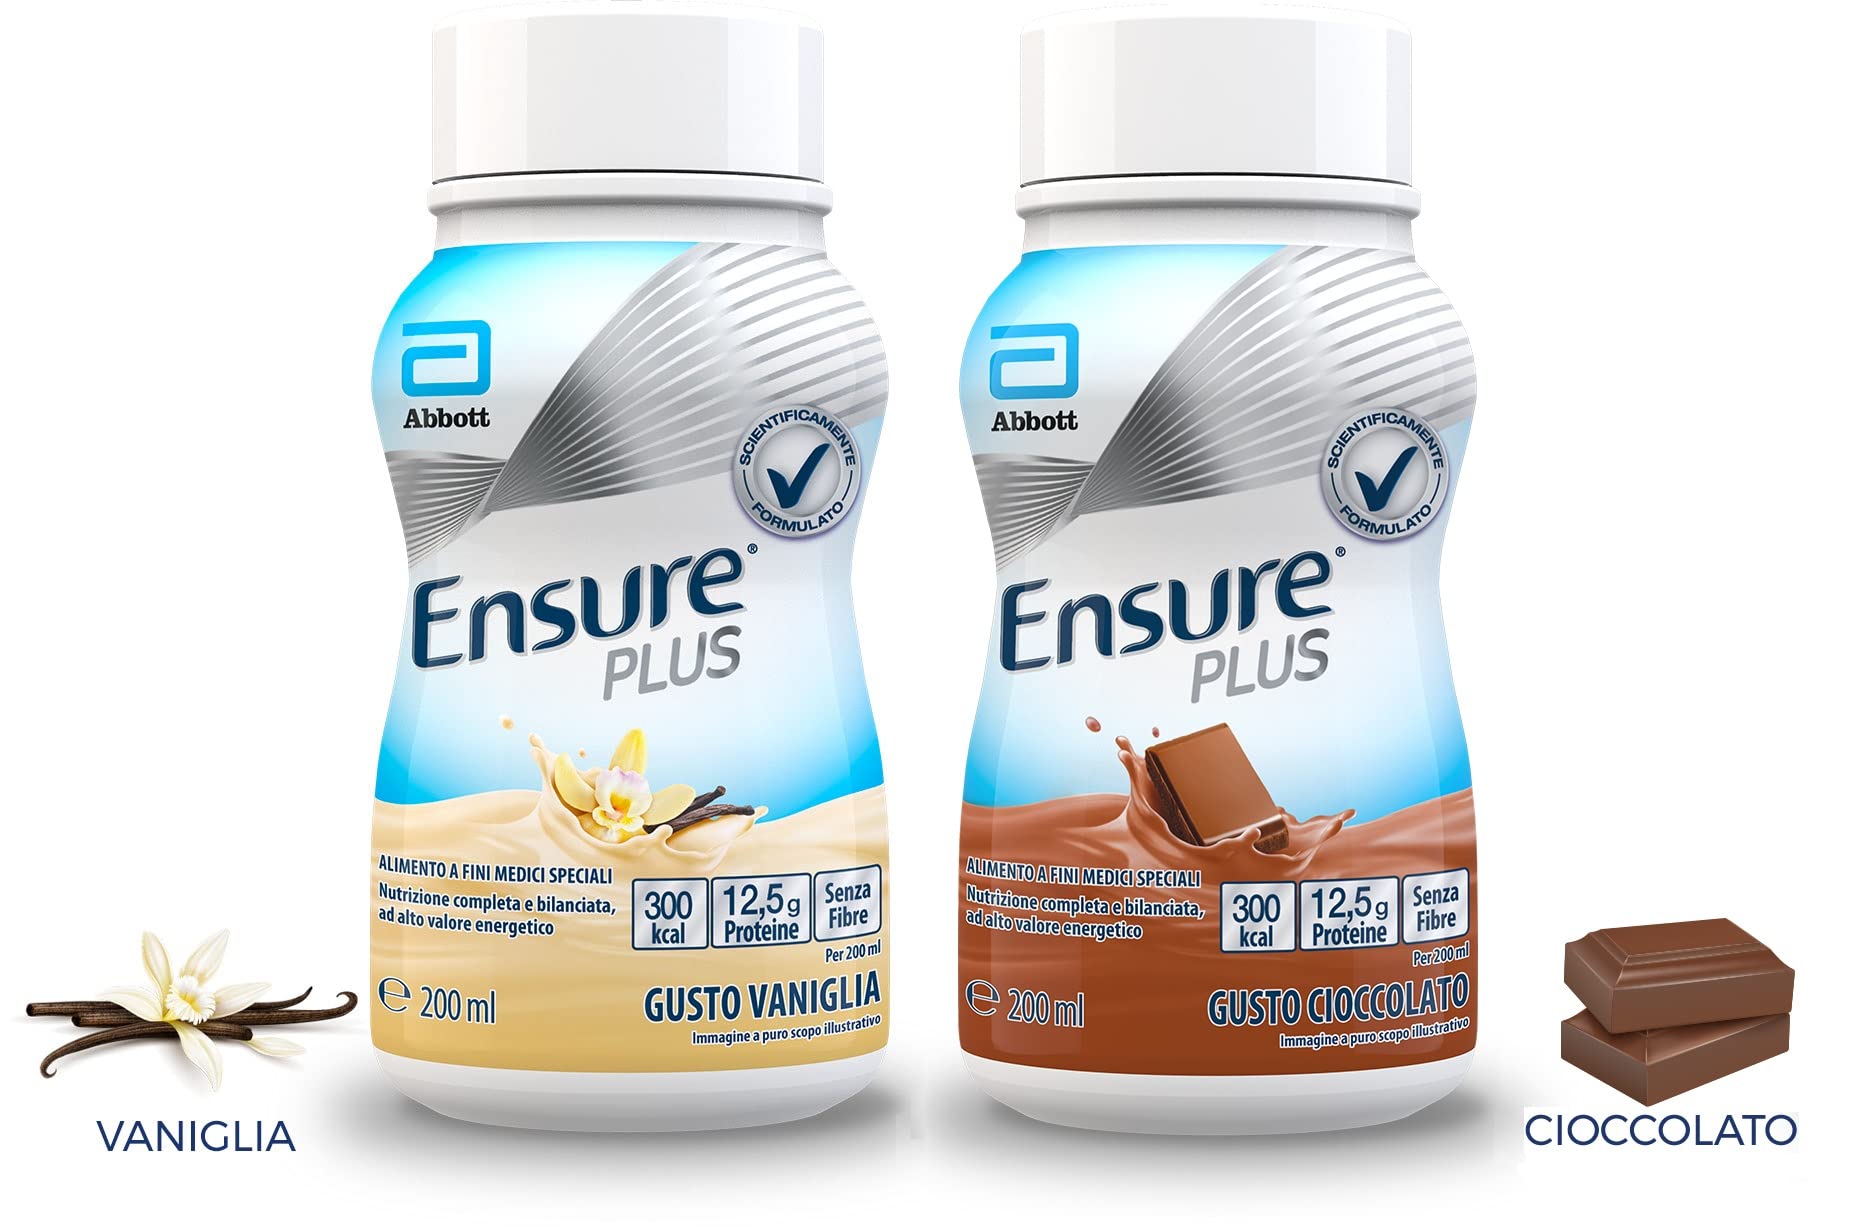 Abbott
SCIENTIFICAMENTE
FORMULATO
Ensure®
PLUS
ALIMENTO A FINI MEDICI SPECIALI
Nutrizione completa e bilanciata,
ad alto valore energetico
300
kcal
12,5 g
Proteine
Senza
Fibre
Per 200 ml
℮ 200 ml
GUSTO VANIGLIA
Immagine a puro scopo illustrativo
VANIGLIA
Abbott
SCIENTIFICAMENTE
FORMULATO
Ensure®
PLUS
ALIMENTO A FINI MEDICI SPECIALI
Nutrizione completa e bilanciata,
ad alto valore energetico
300
kcal
12,5 g
Proteine
Senza
Fibre
Per 200 ml
℮ 200 ml
GUSTO CIOCCOLATO
Immagine a puro scopo illustrativo
CIOCCOLATO